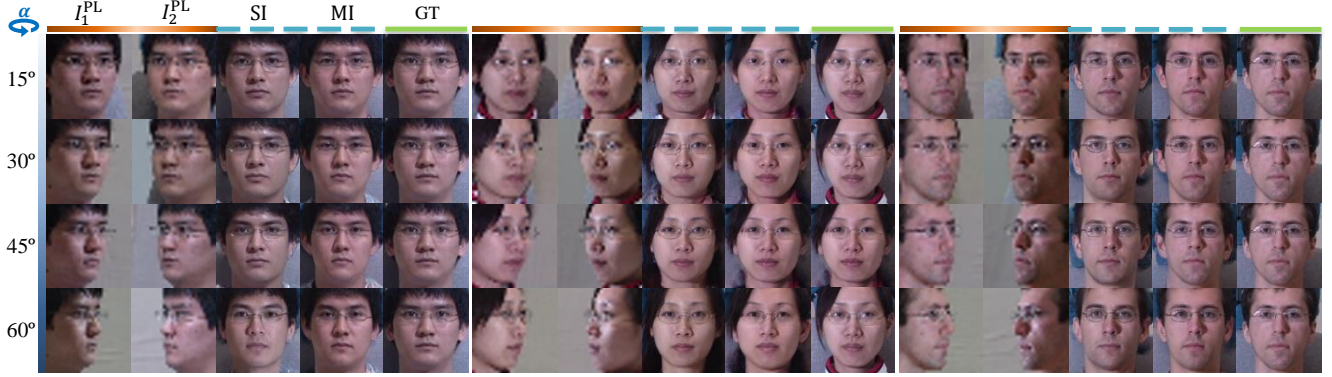 α I₁ᴾᴸ I₂ᴾᴸ SI MI GT
15º
30º
45º
60º